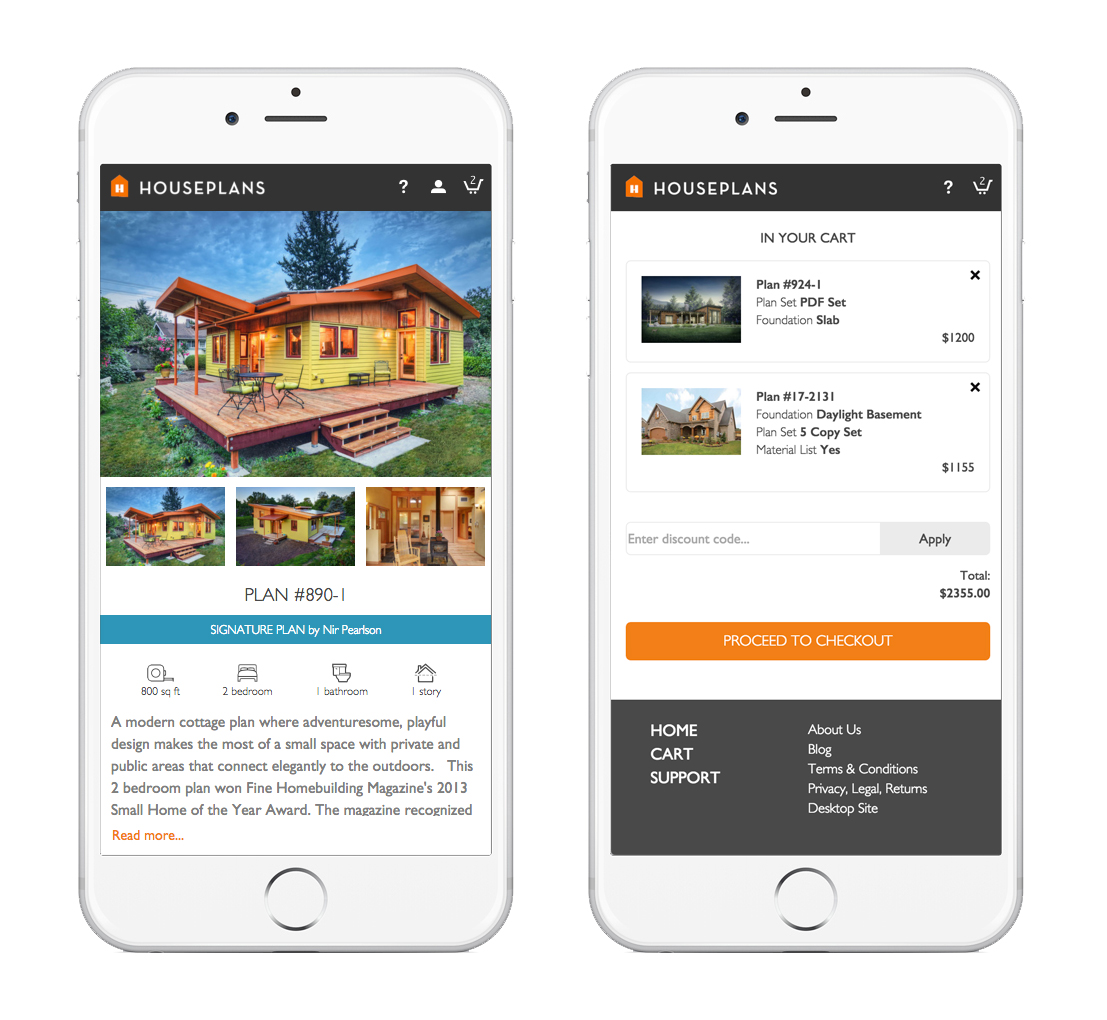 HOUSEPLANS
?
2
PLAN #890-1
SIGNATURE PLAN by Nir Pearlson
800 sq ft
2 bedroom
1 bathroom
1 story
A modern cottage plan where adventuresome, playful
design makes the most of a small space with private and
public areas that connect elegantly to the outdoors. This
2 bedroom plan won Fine Homebuilding Magazine's 2013
Small Home of the Year Award. The magazine recognized
Read more...
HOUSEPLANS
?
2
IN YOUR CART
Plan #924-1
Plan Set PDF Set
Foundation Slab
$1200
Plan #17-2131
Foundation Daylight Basement
Plan Set 5 Copy Set
Material List Yes
$1155
Enter discount code...
Apply
Total:
$2355.00
PROCEED TO CHECKOUT
HOME
CART
SUPPORT
About Us
Blog
Terms & Conditions
Privacy, Legal, Returns
Desktop Site